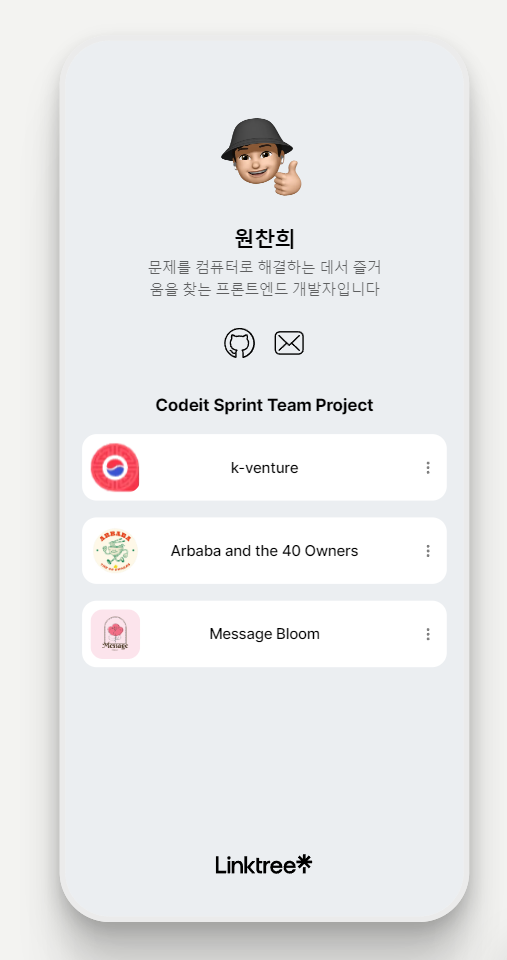 원찬희
문제를 컴퓨터로 해결하는 데서 즐거
움을 찾는 프론트엔드 개발자입니다
Codeit Sprint Team Project
k-venture
ARBABA
Arbaba and the 40 Owners
Message
Message Bloom
Linktree